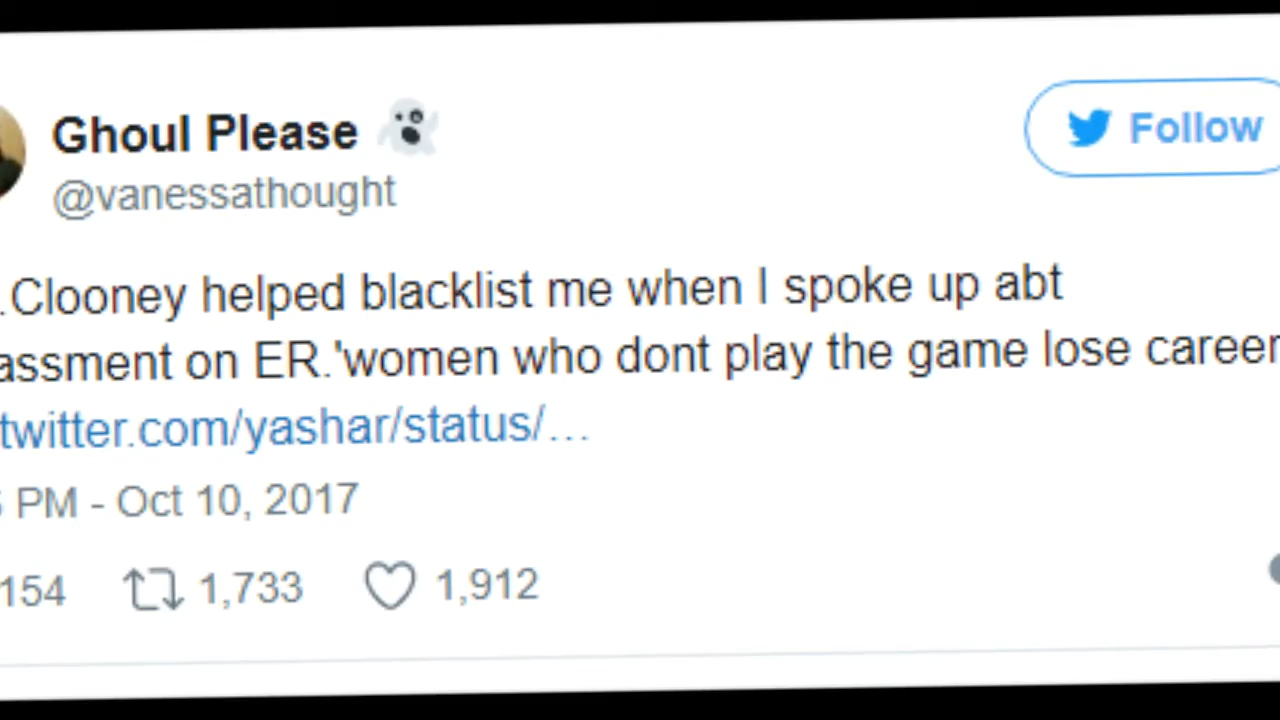 Ghoul Please 👻
Follow
@vanessathought
.Clooney helped blacklist me when I spoke up abt
assment on ER.'women who dont play the game lose career
twitter.com/yashar/status/...
PM - Oct 10, 2017
154 1,733 1,912